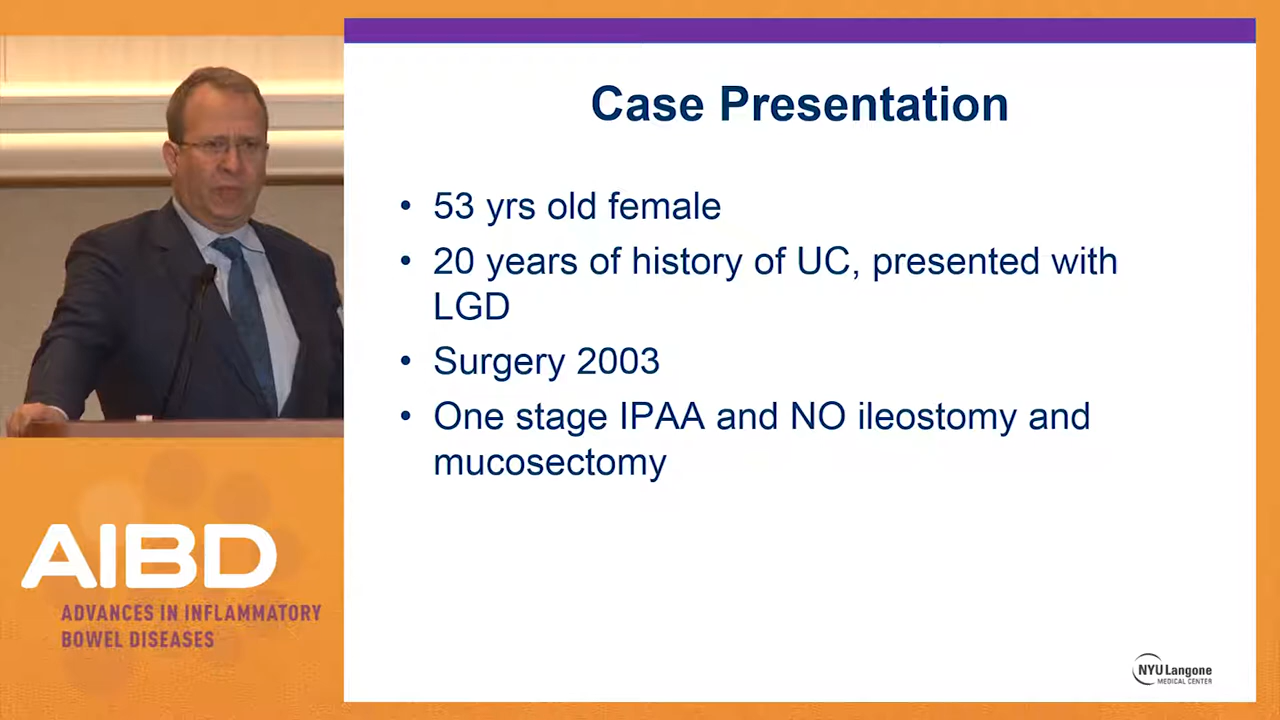 Case Presentation
• 53 yrs old female
• 20 years of history of UC, presented with
LGD
• Surgery 2003
• One stage IPAA and NO ileostomy and
mucosectomy
AIBD
ADVANCES IN INFLAMMATORY
BOWEL DISEASES
NYU Langone
MEDICAL CENTER